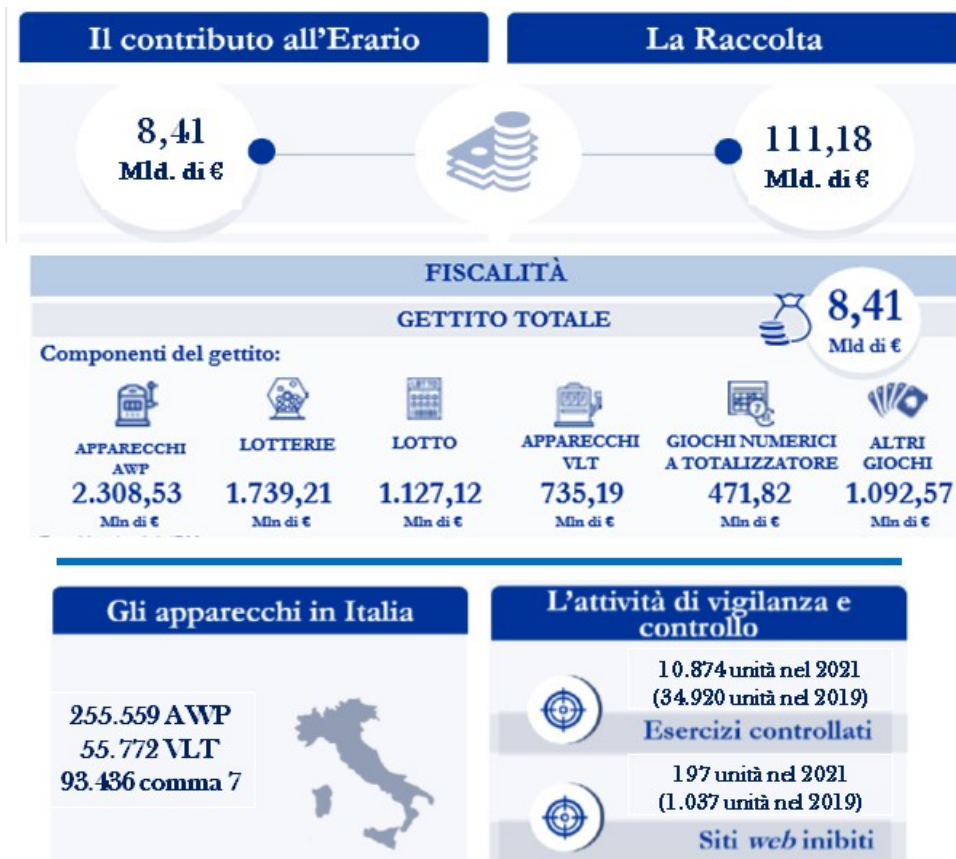 Il contributo all'Erario
La Raccolta
8,41
Mld. di €
111,18
Mld. di €
FISCALITÀ
GETTITO TOTALE
8,41
Mld di €
Componenti del gettito:
APPARECCHI
AWP
2.308,53
Mln di €
LOTTERIE
1.739,21
Mln di €
LOTTO
1.127,12
Mln di €
APPARECCHI
VLT
735,19
Mln di €
GIOCHI NUMERICI
A TOTALIZZATORE
471,82
Mln di €
ALTRI
GIOCHI
1.092,57
Mln di €
Gli apparecchi in Italia
255.559 AWP
55.772 VLT
93.436 comma 7
L'attività di vigilanza e
controllo
10.874 unità nel 2021
(34.920 unità nel 2019)
Esercizi controllati
197 unità nel 2021
(1.037 unità nel 2019)
Siti web inibiti